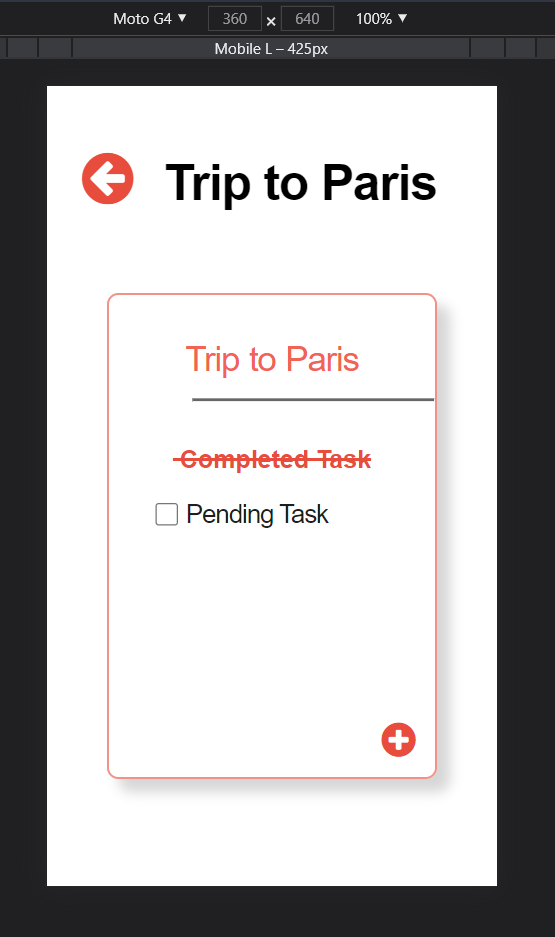 Moto G4 ▼ 360 × 640 100% ▼
Mobile L – 425px
Trip to Paris
Trip to Paris
Completed Task
Pending Task